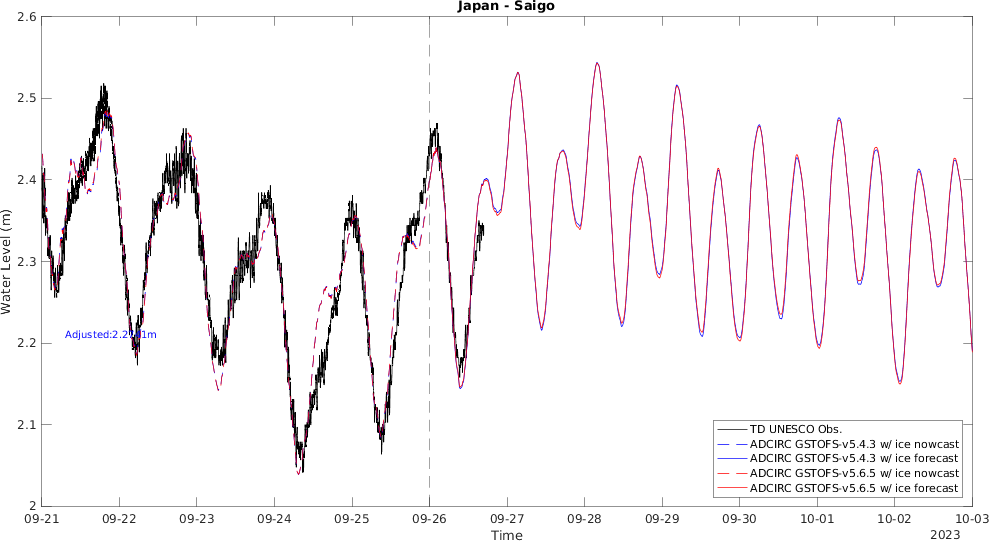 Japan - Saigo
Water Level (m)
2.6
2.5
2.4
2.3
2.2
2.1
2
09-21
09-22
09-23
09-24
09-25
09-26
09-27
09-28
09-29
09-30
10-01
10-02
10-03
2023
Time
TD UNESCO Obs.
ADCIRC GSTOFS-v5.4.3 w/ ice nowcast
ADCIRC GSTOFS-v5.4.3 w/ ice forecast
ADCIRC GSTOFS-v5.6.5 w/ ice nowcast
ADCIRC GSTOFS-v5.6.5 w/ ice forecast